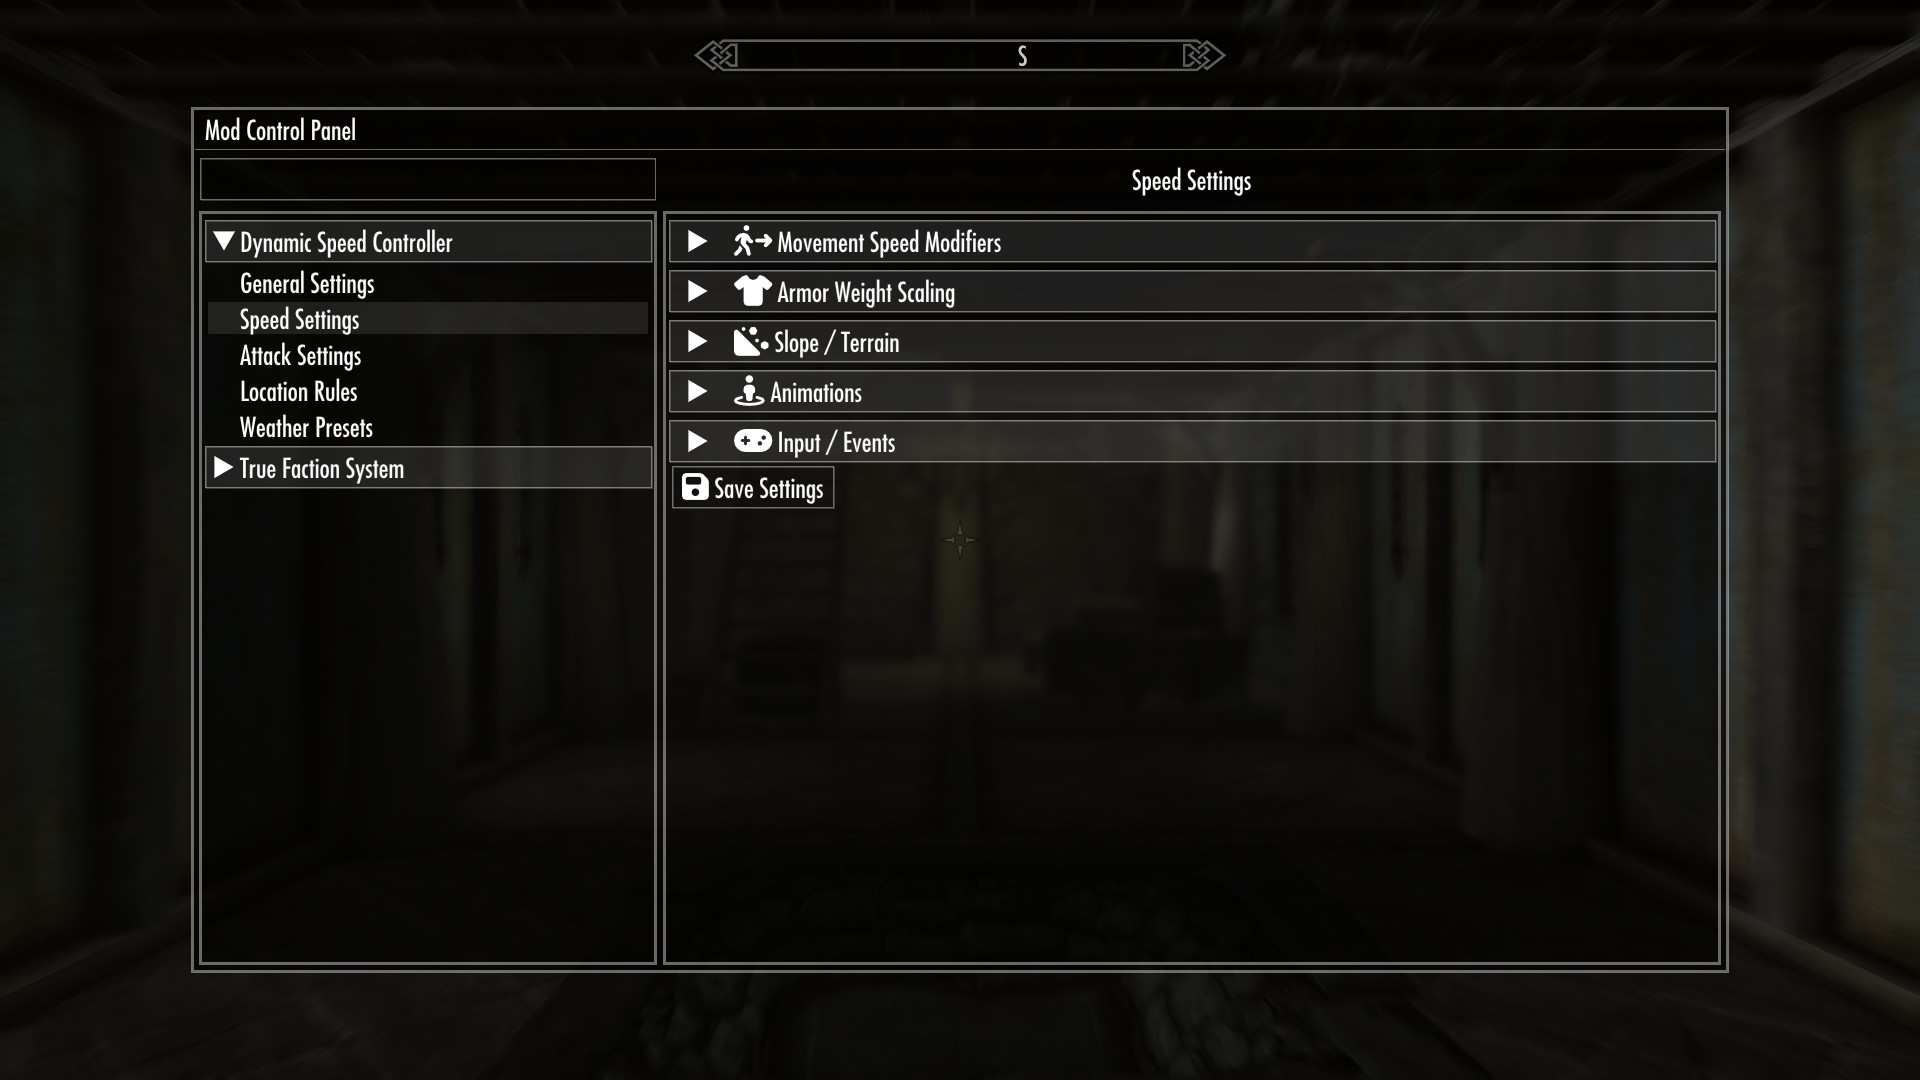 S
Mod Control Panel
Speed Settings
Dynamic Speed Controller
General Settings
Speed Settings
Attack Settings
Location Rules
Weather Presets
True Faction System
Movement Speed Modifiers
Armor Weight Scaling
Slope / Terrain
Animations
Input / Events
Save Settings